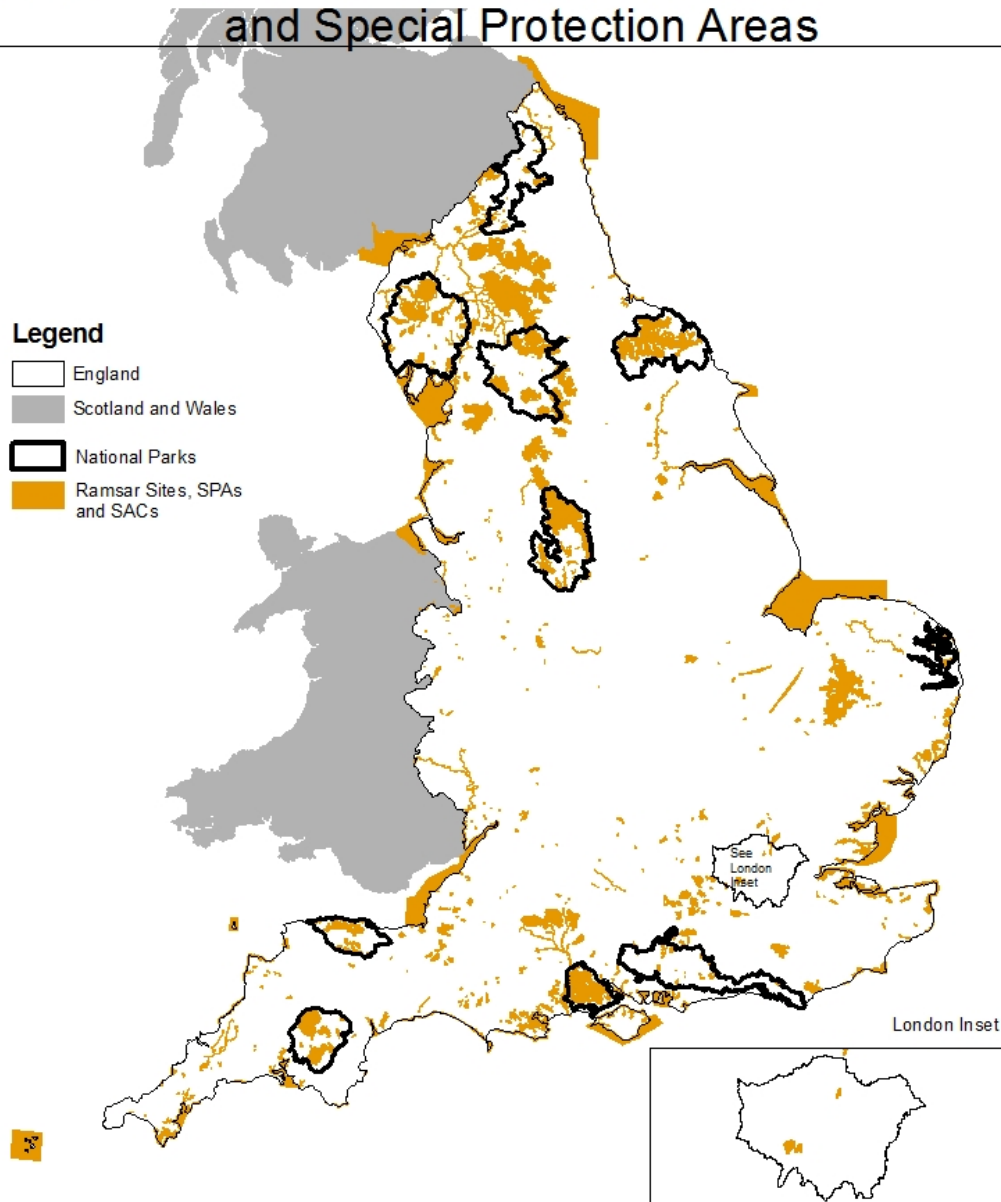 and Special Protection Areas
Legend
England
Scotland and Wales
National Parks
Ramsar Sites, SPAs
and SACs
See
London
Inset
London Inset